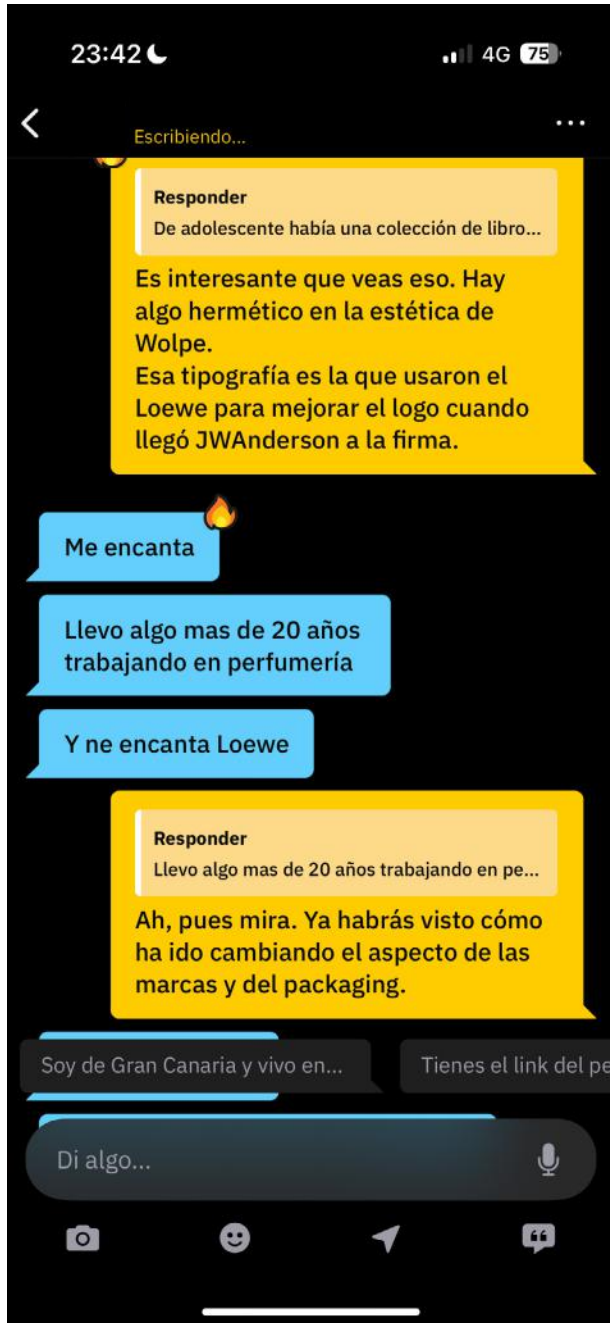 23:42
4G 75
Escribiendo...
Responder
De adolescente había una colección de libro...
Es interesante que veas eso. Hay
algo hermético en la estética de
Wolpe.
Esa tipografía es la que usaron el
Loewe para mejorar el logo cuando
llegó JWAnderson a la firma.
Me encanta
Llevo algo mas de 20 años
trabajando en perfumería
Y ne encanta Loewe
Responder
Llevo algo mas de 20 años trabajando en pe...
Ah, pues mira. Ya habrás visto cómo
ha ido cambiando el aspecto de las
marcas y del packaging.
Soy de Gran Canaria y vivo en...
Tienes el link del pe
Di algo...